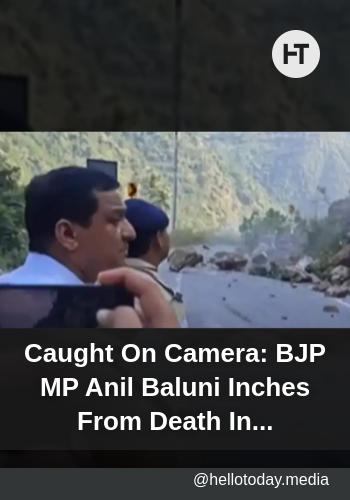 HT
Caught On Camera: BJP
MP Anil Baluni Inches
From Death In...
@hellotoday.media